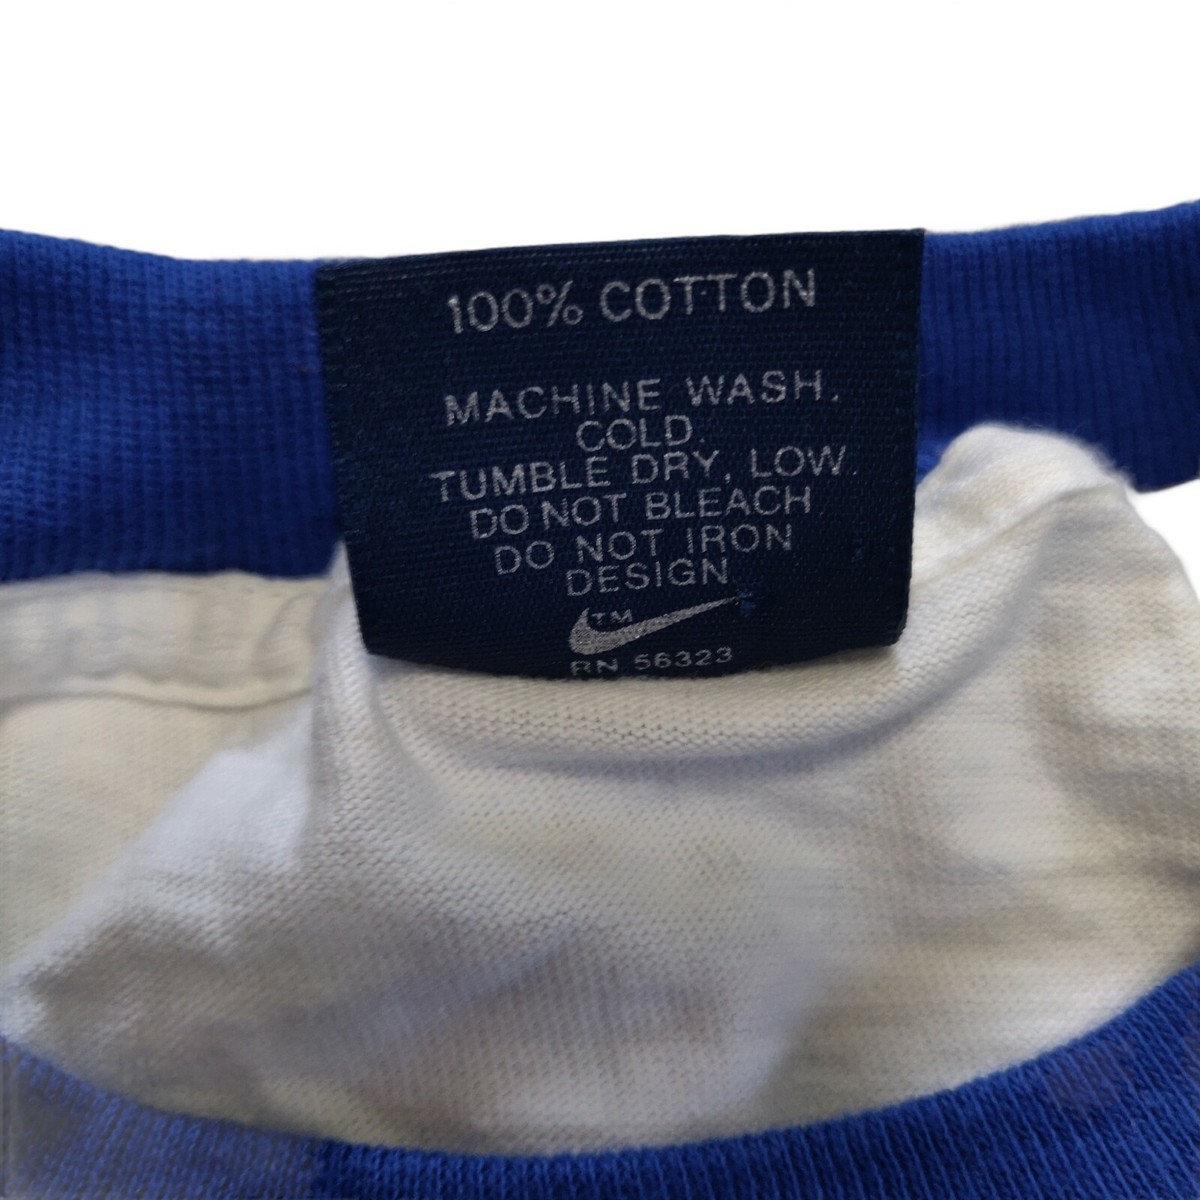 100% COTTON
MACHINE WASH.
COLD.
TUMBLE DRY, LOW.
DO NOT BLEACH
DO NOT IRON
DESIGN
™
RN 56323